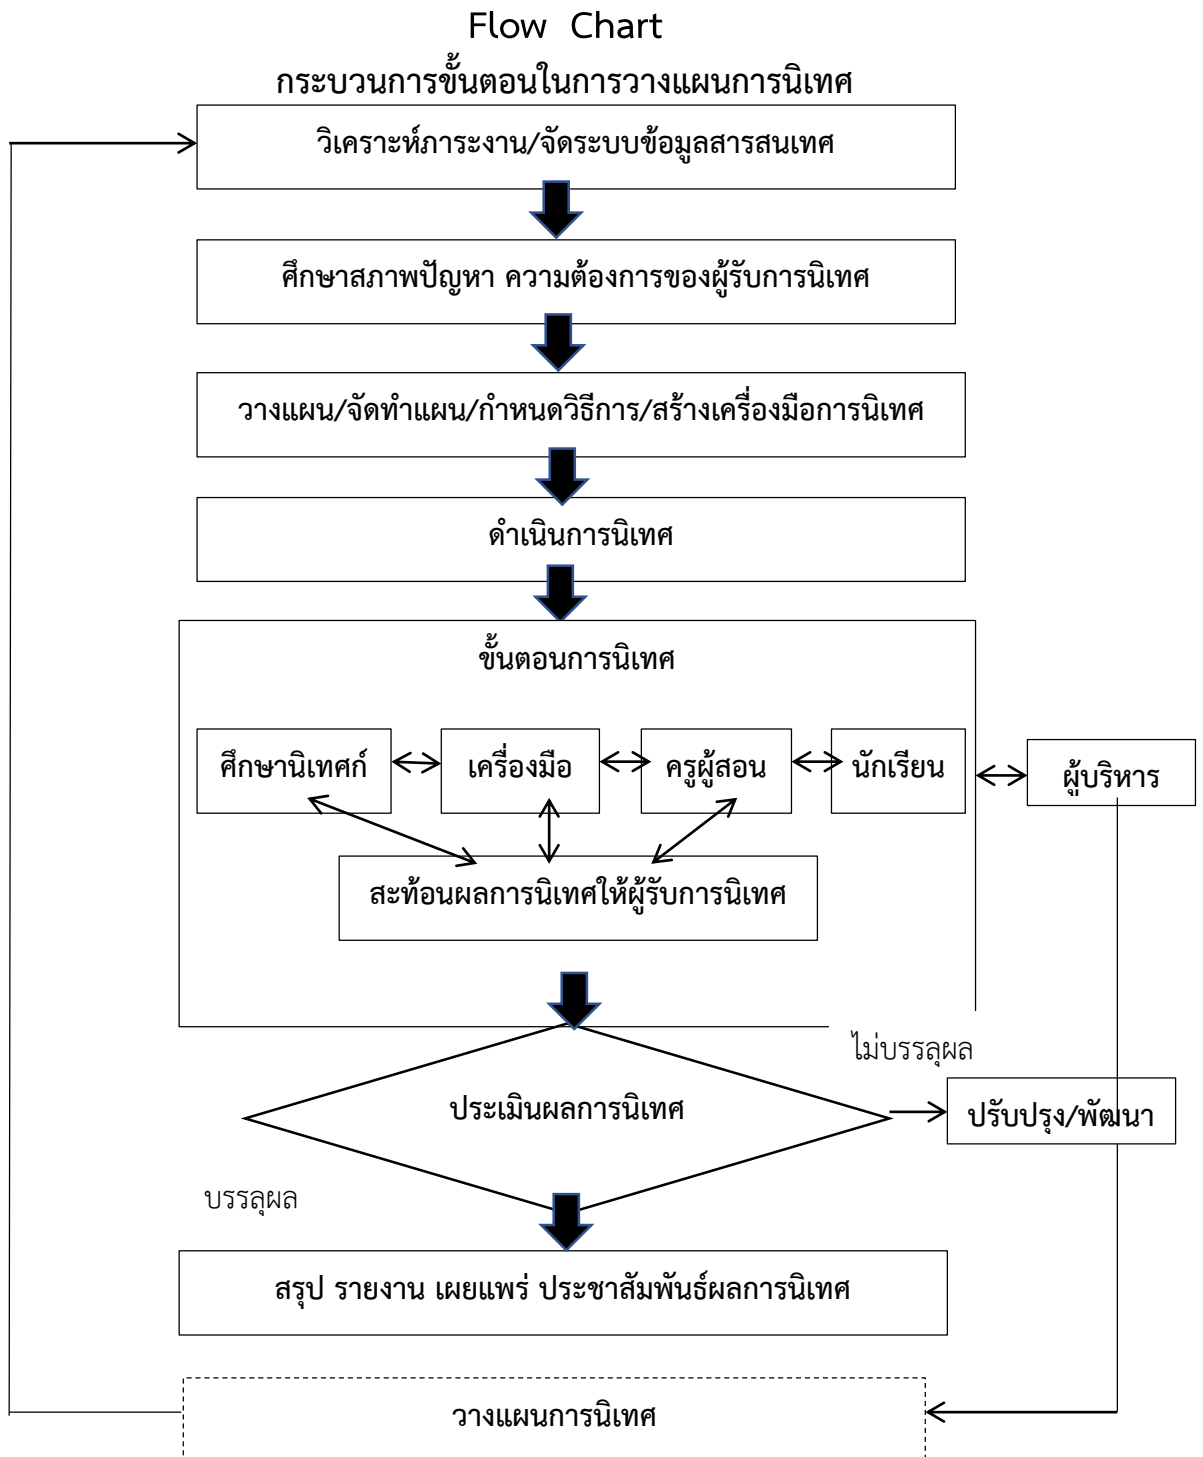 Flow Chart
กระบวนการขั้นตอนในการวางแผนการนิเทศ
วิเคราะห์ภาระงาน/จัดระบบข้อมูลสารสนเทศ
ศึกษาสภาพปัญหา ความต้องการของผู้รับการนิเทศ
วางแผน/จัดทำแผน/กำหนดวิธีการ/สร้างเครื่องมือการนิเทศ
ดำเนินการนิเทศ
ขั้นตอนการนิเทศ
ศึกษานิเทศก์
เครื่องมือ
ครูผู้สอน
นักเรียน
ผู้บริหาร
สะท้อนผลการนิเทศให้ผู้รับการนิเทศ
ไม่บรรลุผล
ประเมินผลการนิเทศ
ปรับปรุง/พัฒนา
บรรลุผล
สรุป รายงาน เผยแพร่ ประชาสัมพันธ์ผลการนิเทศ
วางแผนการนิเทศ